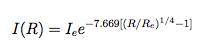 I(R) = I_e e^{-7.669[(R/R_e)^{1/4}-1]}